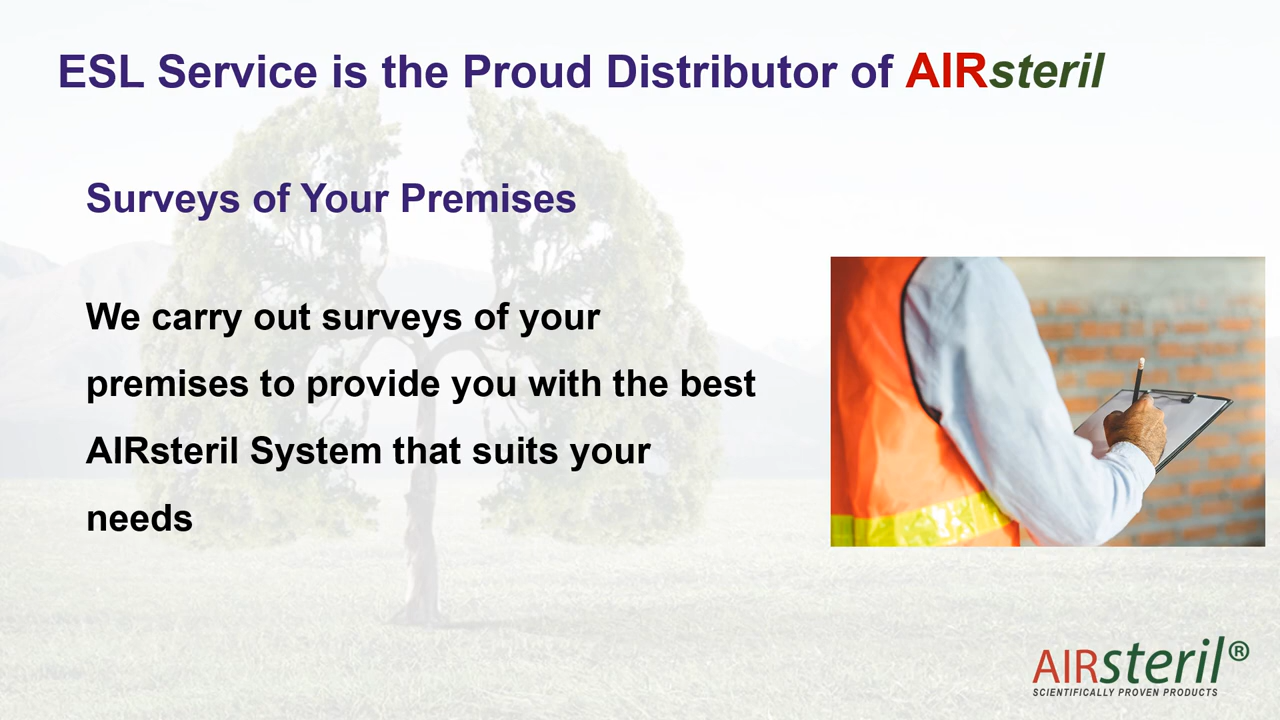 ESL Service is the Proud Distributor of AIRsteril
Surveys of Your Premises
We carry out surveys of your
premises to provide you with the best
AIRsteril System that suits your
needs
AIRsteril®
SCIENTIFICALLY PROVEN PRODUCTS